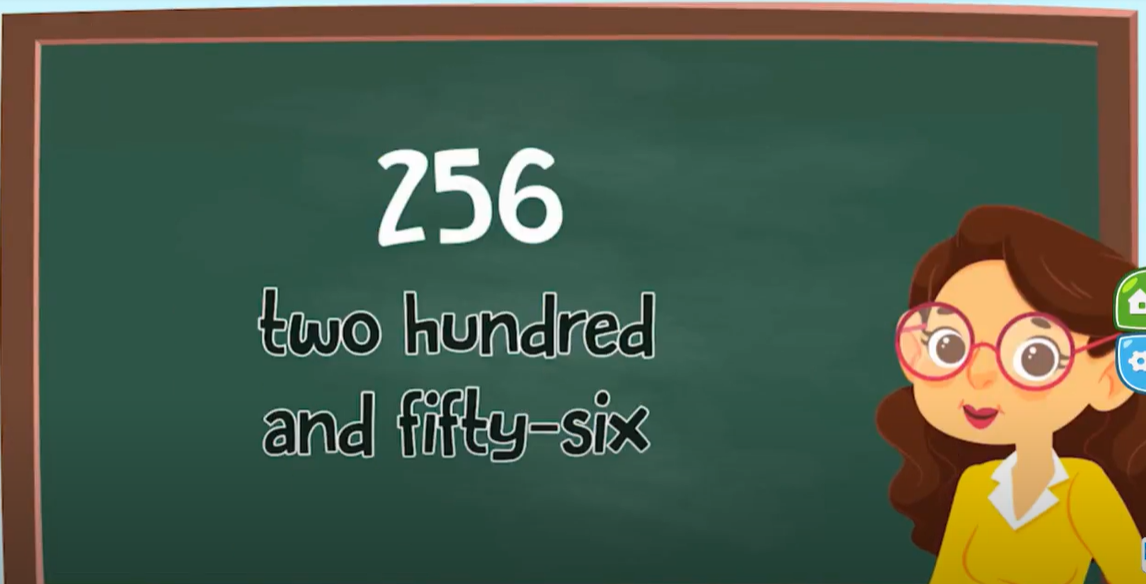 256
two hundred
and fifty-six